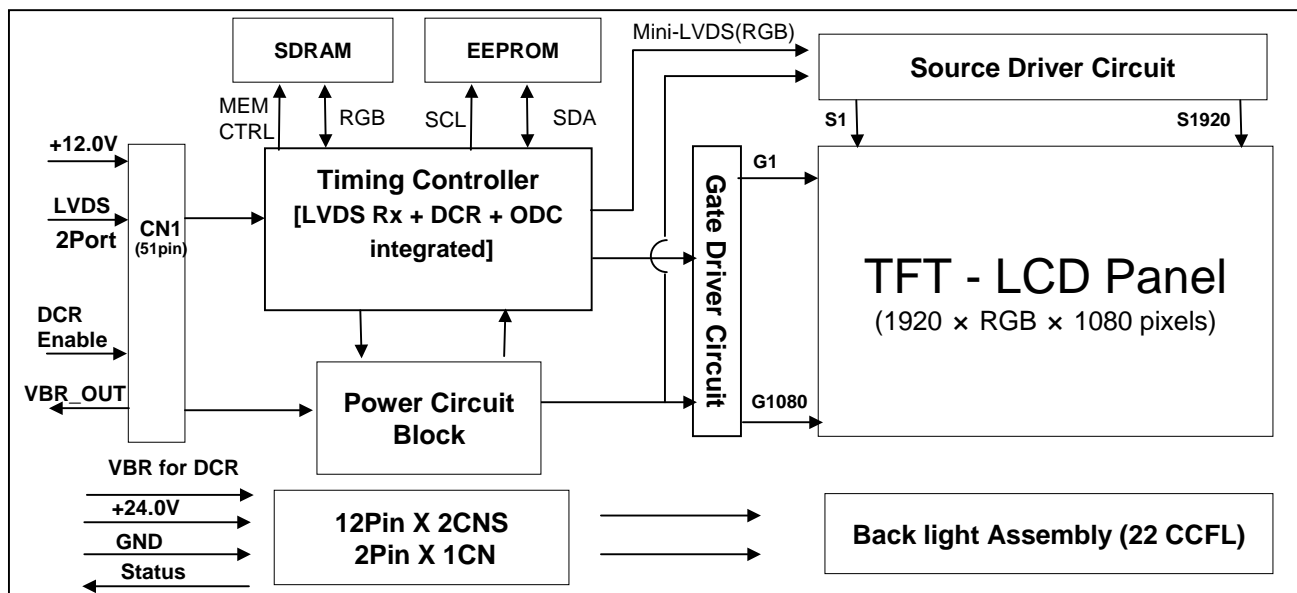 SDRAM
EEPROM
Mini-LVDS(RGB)
Source Driver Circuit
MEM
CTRL
RGB
SCL
SDA
S1
S1920
+12.0V
LVDS
2Port
CN1
(51pin)
DCR
Enable
VBR_OUT
Timing Controller
[LVDS Rx + DCR + ODC
integrated]
Gate Driver Circuit
G1
G1080
TFT - LCD Panel
(1920 × RGB × 1080 pixels)
Power Circuit
Block
VBR for DCR
+24.0V
GND
Status
12Pin X 2CNS
2Pin X 1CN
Back light Assembly (22 CCFL)